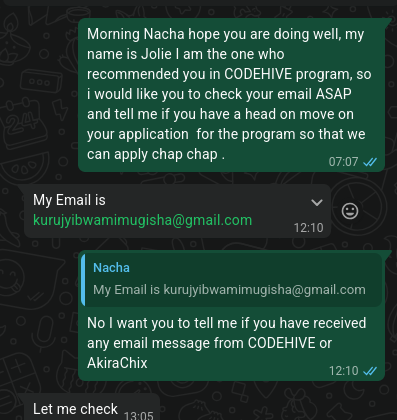 Morning Nacha hope you are doing well, my
name is Jolie I am the one who
recommended you in CODEHIVE program, so
i would like you to check your email ASAP
and tell me if you have a head on move on
your application  for the program so that we
can apply chap chap .
07:07
My Email is
kurujyibwamimugisha@gmail.com
12:10
Nacha
My Email is kurujyibwamimugisha@gmail.com
No I want you to tell me if you have received
any email message from CODEHIVE or
AkiraChix
12:10
Let me check
13:05